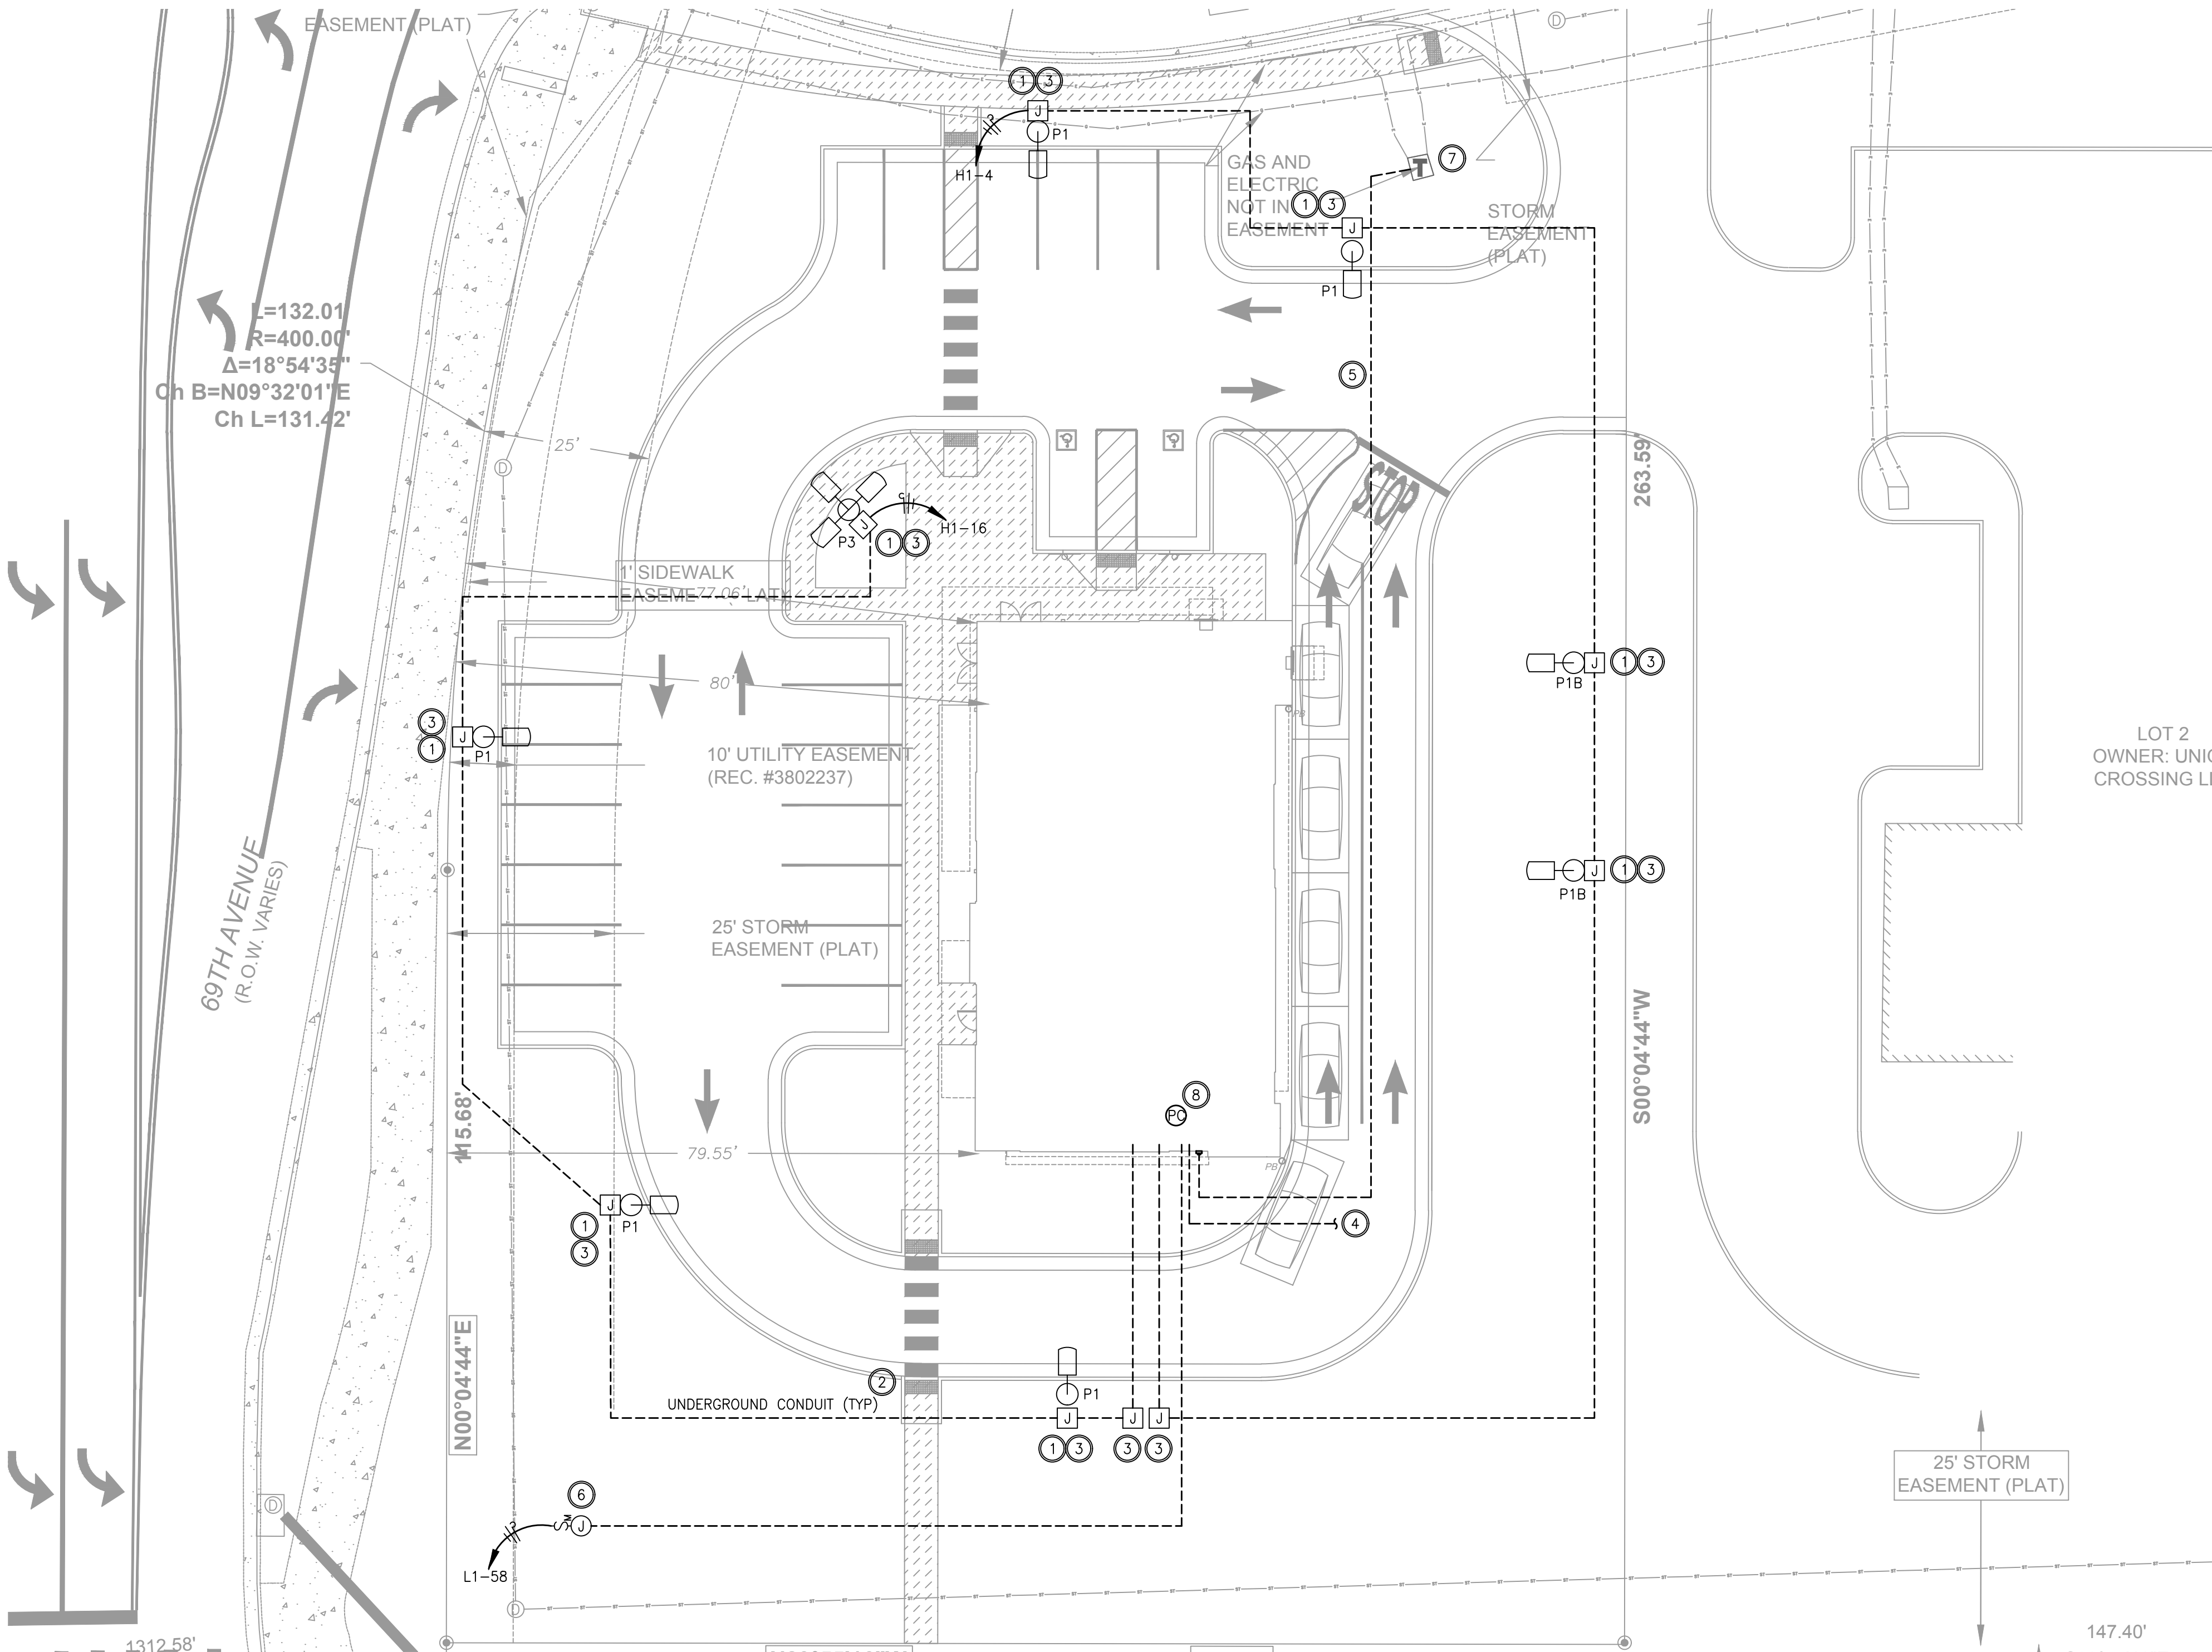 EASEMENT (PLAT)
1 3
J
P1
H1-4
GAS AND
ELECTRIC
NOT IN
EASEMENT
1 3
T
7
J
P1
STORM
EASEMENT
(PLAT)
D
L=132.01'
R=400.00'
Δ=18°54'35"
Ch B=N09°32'01"E
Ch L=131.42'
25'
D
5
263.59'
STOP
P3
J
1 3
H1-16
1' SIDEWALK
77.06'
80'
3
1
J
P1
10' UTILITY EASEMENT
(REC. #3802237)
PB
J
1 3
P1B
J
1 3
P1B
LOT 2
69TH AVENUE
(R.O.W. VARIES)
25' STORM
EASEMENT (PLAT)
S00°04'44"W
115.68'
79.55'
8
PC
PB
4
J
P1
1
3
N00°04'44"E
2
UNDERGROUND CONDUIT (TYP)
P1
J
J
J
1 3
3
3
6
J
L1-58
D
D
25' STORM
EASEMENT (PLAT)
1312.58'
147.40'